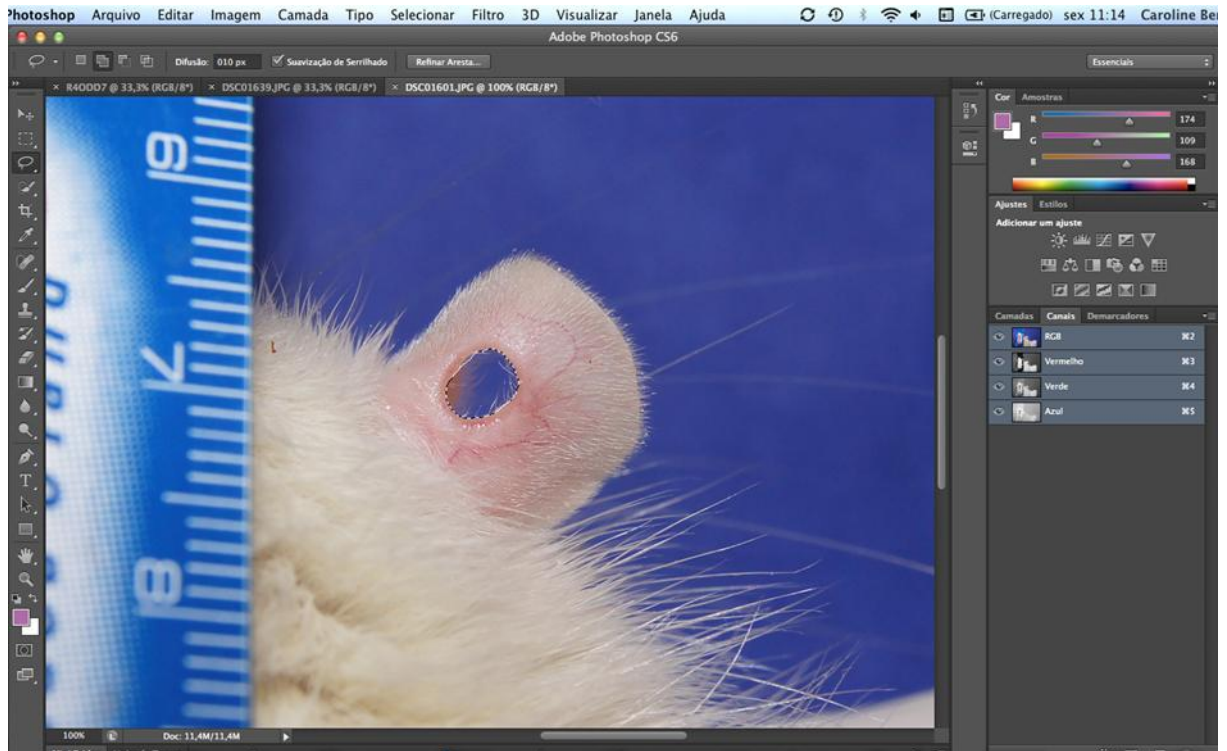 Photoshop Arquivo Editar Imagem Camada Tipo Selecionar Filtro 3D Visualizar Janela Ajuda (Carregado) sex 11:14 Caroline Be
Adobe Photoshop CS6
Difusão: 010 px Suavização de Serrilhado Refinar Aresta... Essenciais
× R4ODD7 @ 33,3% (RGB/8*) × DSC01639.JPG @ 33,3% (RGB/8*) × DSC01601.JPG @ 100% (RGB/8*)
Cor Amostras
R 174
G 109
B 168
Ajustes Estilos
Adicionar um ajuste
Camadas Canais Demarcadores
RGB ⌘2
Vermelho ⌘3
Verde ⌘4
Azul ⌘5
6
7
8
100% Doc: 11,4M/11,4M